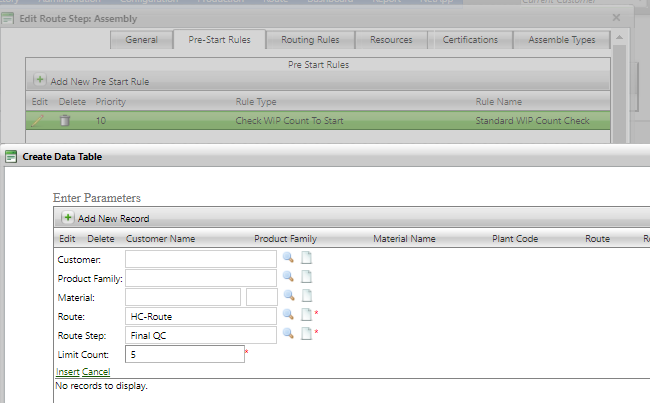 Current Customer
Edit Route Step: Assembly
General Pre-Start Rules Routing Rules Resources Certifications Assemble Types
Pre Start Rules
Add New Pre Start Rule
Edit Delete Priority Rule Type Rule Name
10 Check WIP Count To Start Standard WIP Count Check
Create Data Table
Enter Parameters
Add New Record
Edit Delete Customer Name Product Family Material Name Plant Code Route
Customer:
Product Family:
Material:
Route: HC-Route *
Route Step: Final QC *
Limit Count: 5 *
Insert Cancel
No records to display.